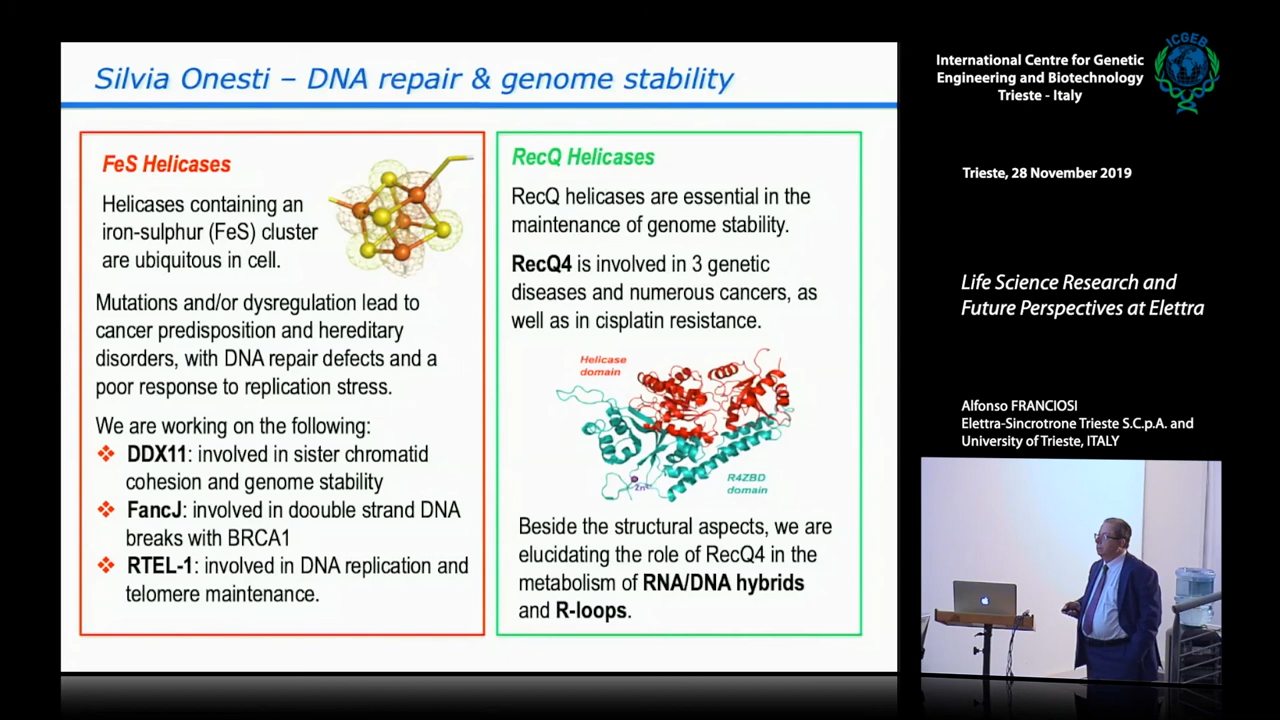 Silvia Onesti – DNA repair & genome stability
FeS Helicases
Helicases containing an
iron-sulphur (FeS) cluster
are ubiquitous in cell.
Mutations and/or dysregulation lead to
cancer predisposition and hereditary
disorders, with DNA repair defects and a
poor response to replication stress.
We are working on the following:
❖ DDX11: involved in sister chromatid
cohesion and genome stability
❖ FancJ: involved in doouble strand DNA
breaks with BRCA1
❖ RTEL-1: involved in DNA replication and
telomere maintenance.
RecQ Helicases
RecQ helicases are essential in the
maintenance of genome stability.
RecQ4 is involved in 3 genetic
diseases and numerous cancers, as
well as in cisplatin resistance.
Helicase
domain
R4ZBD
domain
Zn²⁺
Beside the structural aspects, we are
elucidating the role of RecQ4 in the
metabolism of RNA/DNA hybrids
and R-loops.
International Centre for Genetic
Engineering and Biotechnology
Trieste - Italy
ICGEB
Trieste, 28 November 2019
Life Science Research and
Future Perspectives at Elettra
Alfonso FRANCIOSI
Elettra-Sincrotrone Trieste S.C.p.A. and
University of Trieste, ITALY